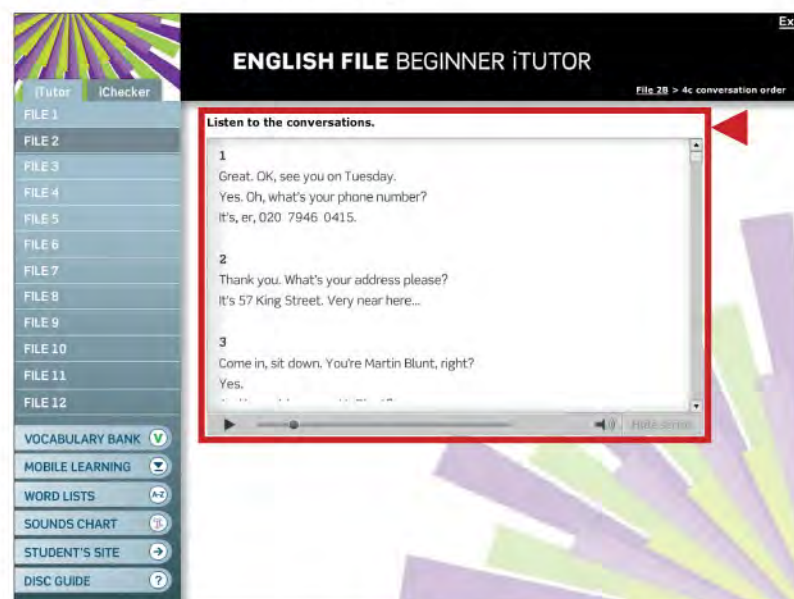 Ex
ENGLISH FILE BEGINNER iTUTOR
iTutor iChecker
File 2B > 4c conversation order
FILE 1
FILE 2
FILE 3
FILE 4
FILE 5
FILE 6
FILE 7
FILE 8
FILE 9
FILE 10
FILE 11
FILE 12
VOCABULARY BANK V
MOBILE LEARNING
WORD LISTS A-Z
SOUNDS CHART
STUDENT'S SITE
DISC GUIDE ?
Listen to the conversations.
1
Great. OK, see you on Tuesday.
Yes. Oh, what's your phone number?
It's, er, 020 7946 0415.
2
Thank you. What's your address please?
It's 57 King Street. Very near here...
3
Come in, sit down. You're Martin Blunt, right?
Yes.
Hide script